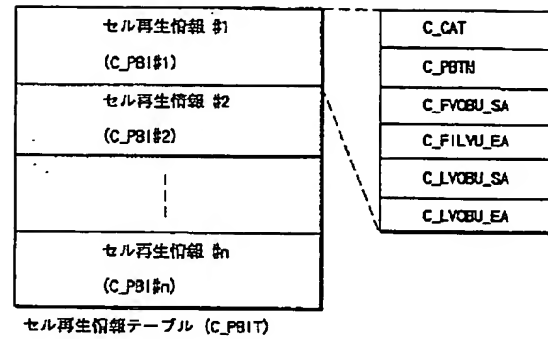 セル再生情報 #1
(C_PBI#1)
セル再生情報 #2
(C_PBI#2)
セル再生情報 #n
(C_PBI#n)
セル再生情報テーブル (C_PBIT)
C_CAT
C_PBTM
C_FVOBU_SA
C_FILVU_EA
C_LVOBU_SA
C_LVOBU_EA